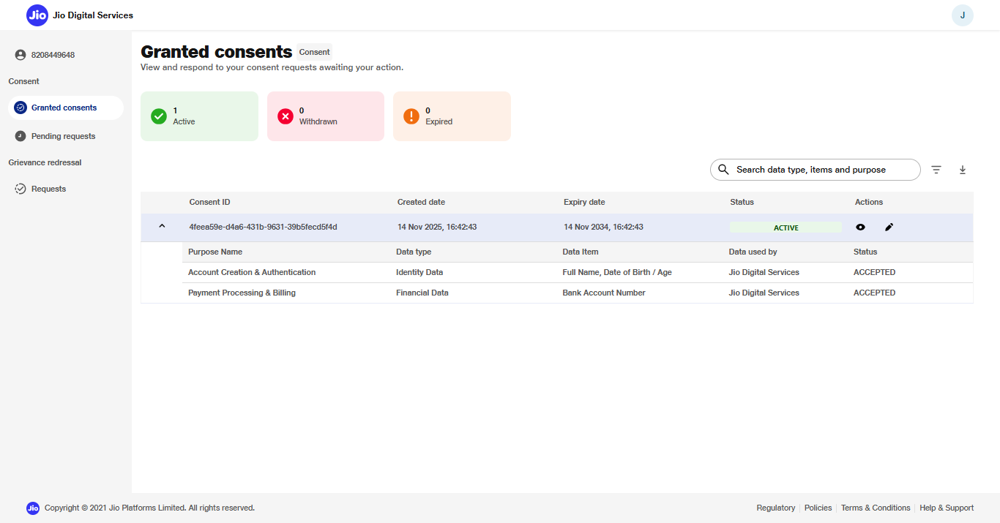 Jio Jio Digital Services J
8208449648
Consent
Granted consents
Pending requests
Grievance redressal
Requests
Granted consents Consent
View and respond to your consent requests awaiting your action.
1
Active
0
Withdrawn
0
Expired
Search data type, items and purpose
Consent ID Created date Expiry date Status Actions
4feea59e-d4a6-431b-9631-39b5fecd5f4d 14 Nov 2025, 16:42:43 14 Nov 2034, 16:42:43 ACTIVE
Purpose Name Data type Data Item Data used by Status
Account Creation & Authentication Identity Data Full Name, Date of Birth / Age Jio Digital Services ACCEPTED
Payment Processing & Billing Financial Data Bank Account Number Jio Digital Services ACCEPTED
Jio Copyright © 2021 Jio Platforms Limited. All rights reserved. Regulatory Policies Terms & Conditions Help & Support